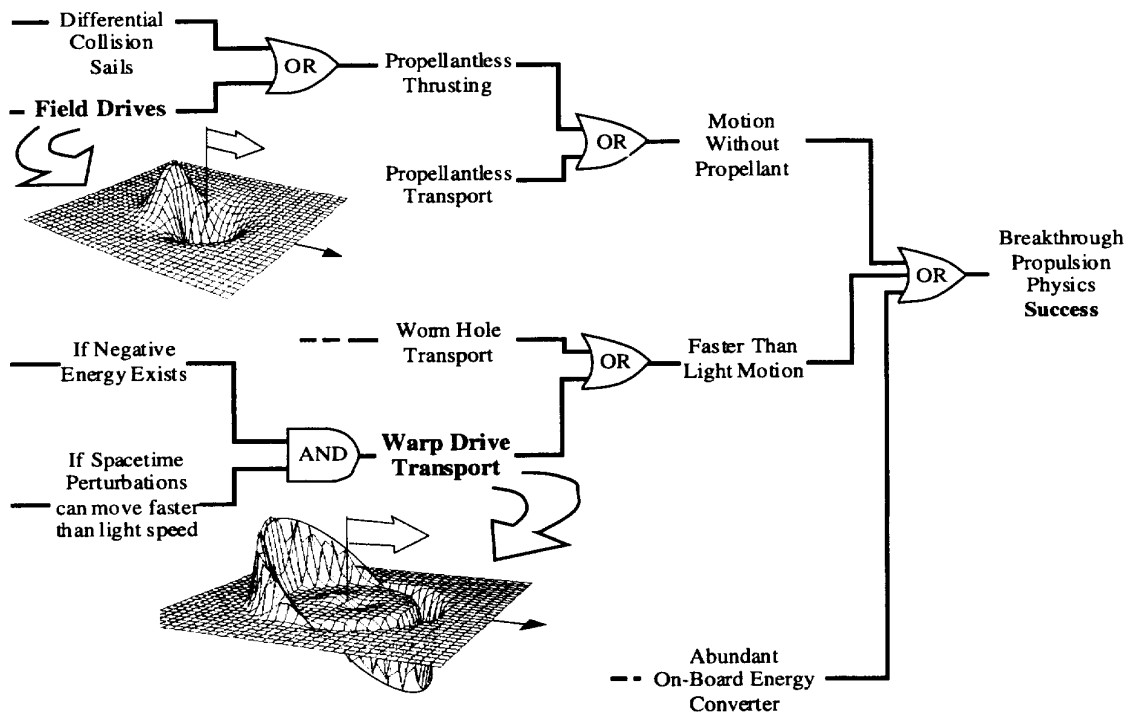 Differential
Collision
Sails
OR
Field Drives
Propellantless
Thrusting
Propellantless
Transport
OR
Motion
Without
Propellant
OR
Breakthrough
Propulsion
Physics
Success
If Negative
Energy Exists
If Spacetime
Perturbations
can move faster
than light speed
AND
Worm Hole
Transport
Warp Drive
Transport
OR
Faster Than
Light Motion
Abundant
On-Board Energy
Converter